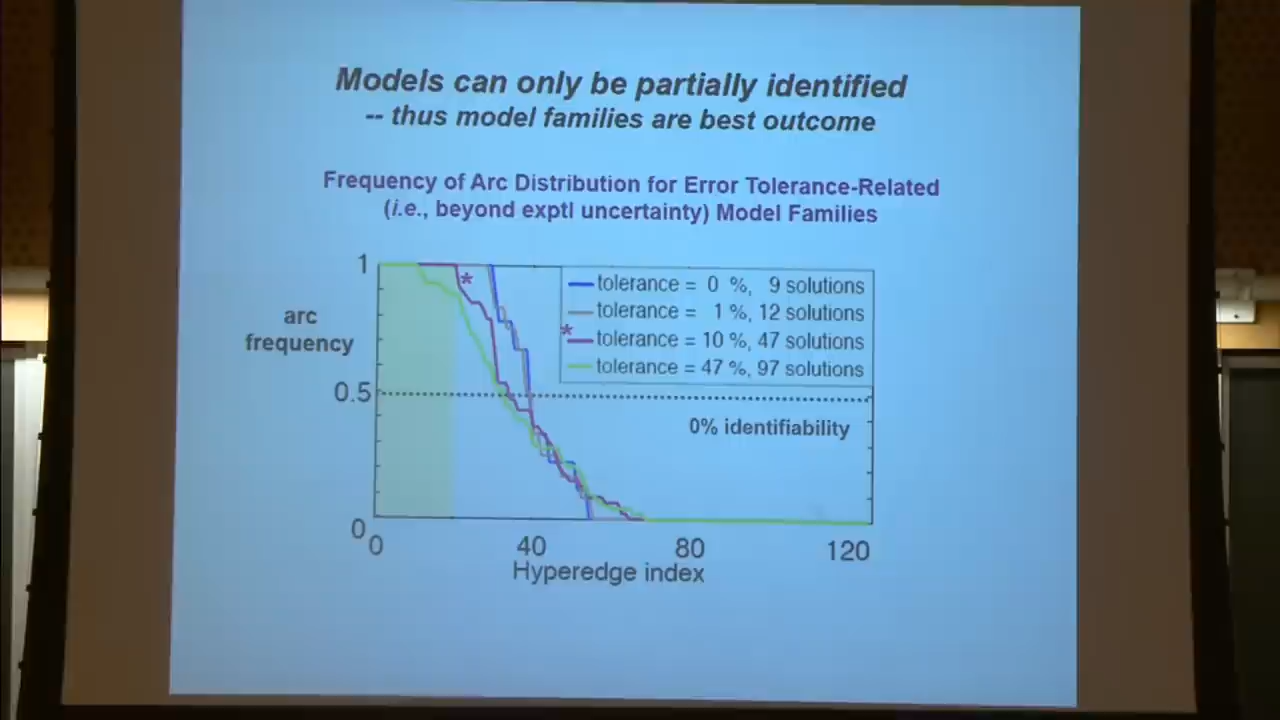 Models can only be partially identified
-- thus model families are best outcome
Frequency of Arc Distribution for Error Tolerance-Related
(i.e., beyond exptl uncertainty) Model Families
1
*
tolerance = 0 %, 9 solutions
tolerance = 1 %, 12 solutions
* tolerance = 10 %, 47 solutions
tolerance = 47 %, 97 solutions
arc
frequency
0.5
0% identifiability
0
0 40 80 120
Hyperedge index